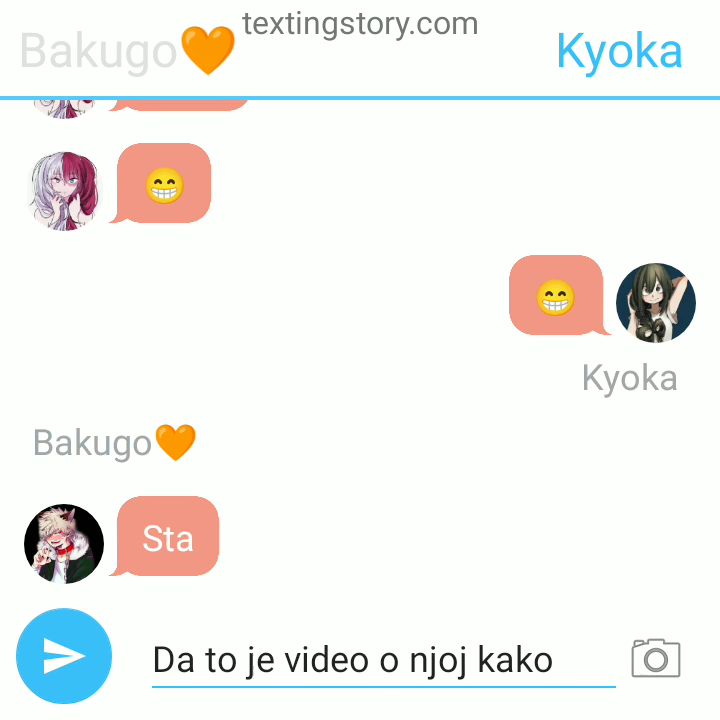 textingstory.com
Bakugo🧡
Kyoka
😁
😁
Kyoka
Bakugo🧡
Sta
Da to je video o njoj kako